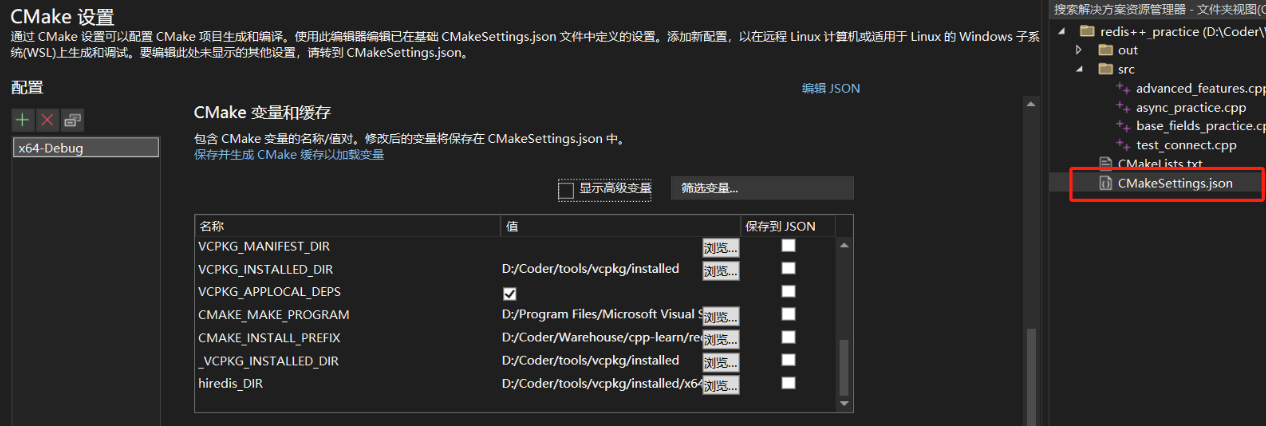 CMake 设置
通过 CMake 设置可以配置 CMake 项目生成和编译。使用此编辑器编辑已在基础 CMakeSettings.json 文件中定义的设置。添加新配置，以在远程 Linux 计算机或适用于 Linux 的 Windows 子系
统(WSL)上生成和调试。要编辑此处未显示的其他设置，请转到 CMakeSettings.json。
配置
编辑 JSON
x64-Debug
CMake 变量和缓存
包含 CMake 变量的名称/值对。修改后的变量将保存在 CMakeSettings.json 中。
保存并生成 CMake 缓存以加载变量
显示高级变量
筛选变量...
名称 值 保存到 JSON
VCPKG_MANIFEST_DIR 浏览...
VCPKG_INSTALLED_DIR D:/Coder/tools/vcpkg/installed 浏览...
VCPKG_APPLOCAL_DEPS
CMAKE_MAKE_PROGRAM D:/Program Files/Microsoft Visual S 浏览...
CMAKE_INSTALL_PREFIX D:/Coder/Warehouse/cpp-learn/re 浏览...
_VCPKG_INSTALLED_DIR D:/Coder/tools/vcpkg/installed 浏览...
hiredis_DIR D:/Coder/tools/vcpkg/installed/x64 浏览...
搜索解决方案资源管理器 - 文件夹视图(C
redis++_practice (D:\Coder\
out
src
advanced_features.cpp
async_practice.cpp
base_fields_practice.cp
test_connect.cpp
CMakeLists.txt
CMakeSettings.json